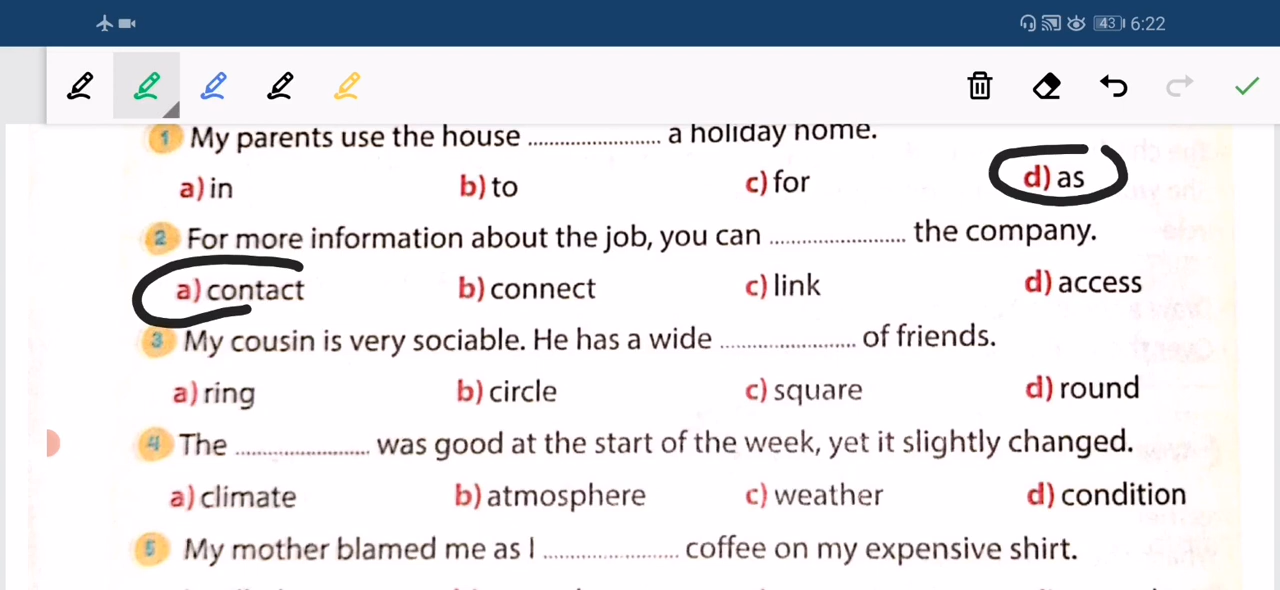 43 6:22
1 My parents use the house ........................ a holiday home.
a) in b) to c) for d) as
2 For more information about the job, you can ........................ the company.
a) contact b) connect c) link d) access
3 My cousin is very sociable. He has a wide ........................ of friends.
a) ring b) circle c) square d) round
4 The ........................ was good at the start of the week, yet it slightly changed.
a) climate b) atmosphere c) weather d) condition
5 My mother blamed me as I ........................ coffee on my expensive shirt.